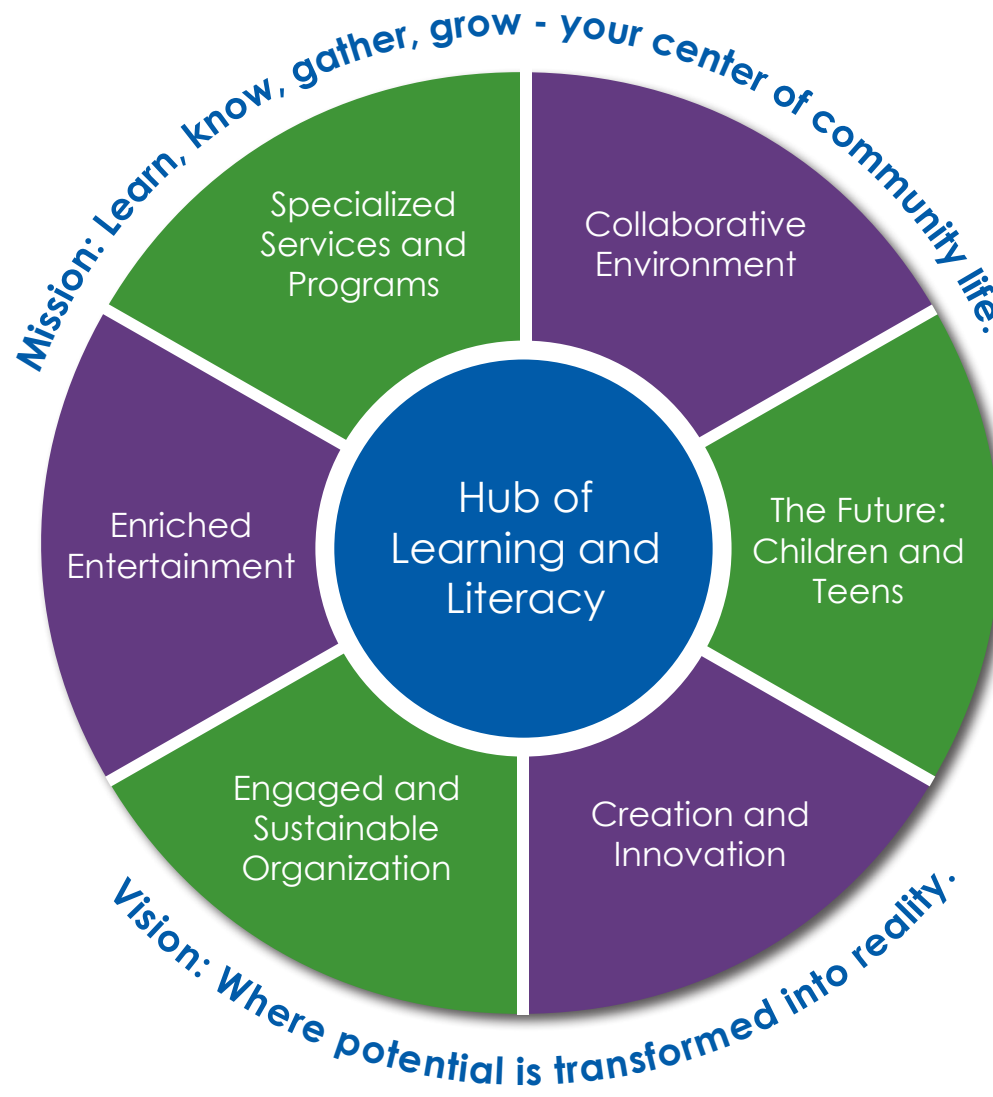 Mission: Learn, know, gather, grow - your center of community life.
Specialized
Services and
Programs
Collaborative
Environment
The Future:
Children and
Teens
Creation and
Innovation
Engaged and
Sustainable
Organization
Enriched
Entertainment
Hub of
Learning and
Literacy
Vision: Where potential is transformed into reality.